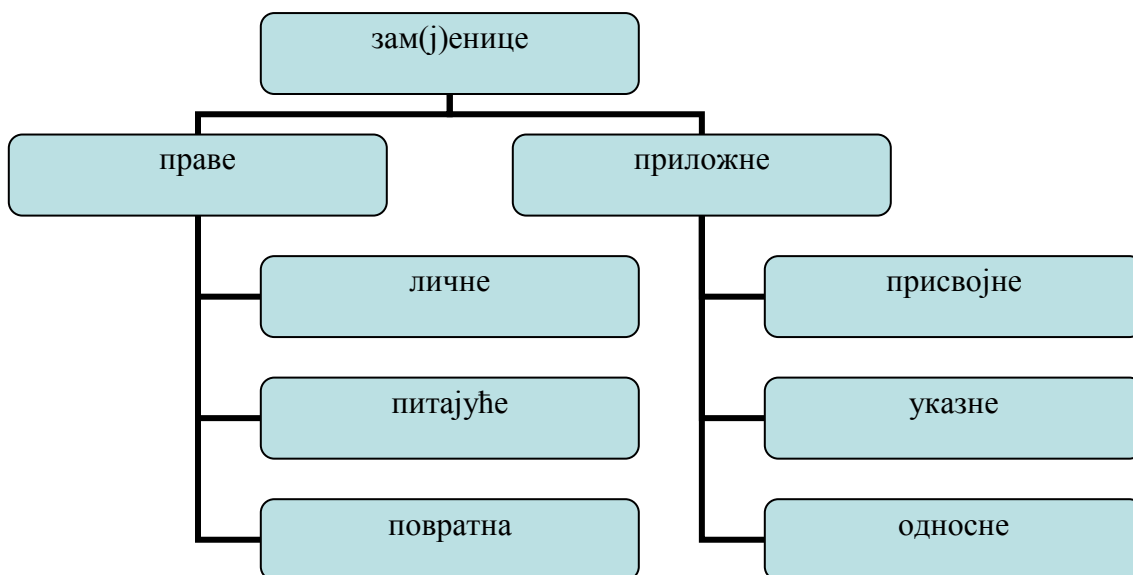 зам(ј)енице
праве
приложне
личне
присвојне
питајуће
указне
повратна
односне